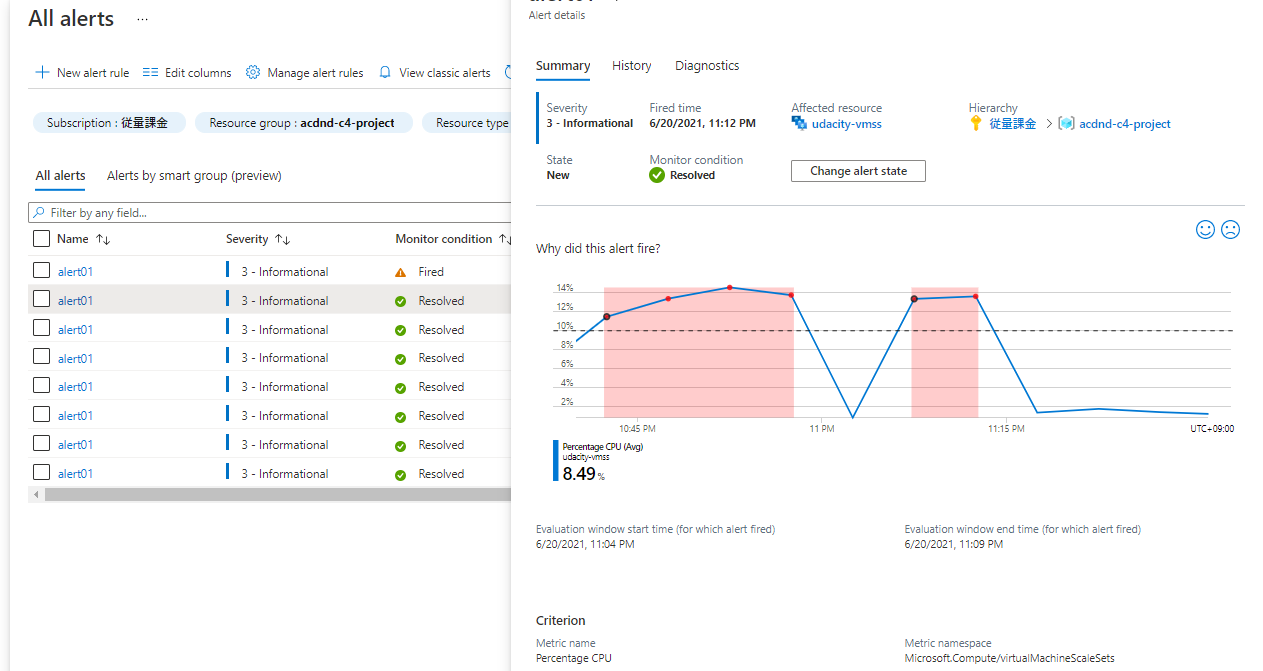 All alerts ...
New alert rule Edit columns Manage alert rules View classic alerts
Subscription : 従量課金 Resource group : acdnd-c4-project Resource type
All alerts Alerts by smart group (preview)
Filter by any field...
Name ↑↓ Severity ↑↓ Monitor condition ↑↓
alert01 3 - Informational Fired
alert01 3 - Informational Resolved
alert01 3 - Informational Resolved
alert01 3 - Informational Resolved
alert01 3 - Informational Resolved
alert01 3 - Informational Resolved
alert01 3 - Informational Resolved
alert01 3 - Informational Resolved
Alert details
Summary History Diagnostics
Severity Fired time Affected resource Hierarchy
3 - Informational 6/20/2021, 11:12 PM udacity-vmss 従量課金 > acdnd-c4-project
State Monitor condition
New Resolved Change alert state
Why did this alert fire?
14%
12%
10%
8%
6%
4%
2%
10:45 PM 11 PM 11:15 PM UTC+09:00
Percentage CPU (Avg)
udacity-vmss
8.49 %
Evaluation window start time (for which alert fired) Evaluation window end time (for which alert fired)
6/20/2021, 11:04 PM 6/20/2021, 11:09 PM
Criterion
Metric name Metric namespace
Percentage CPU Microsoft.Compute/virtualMachineScaleSets